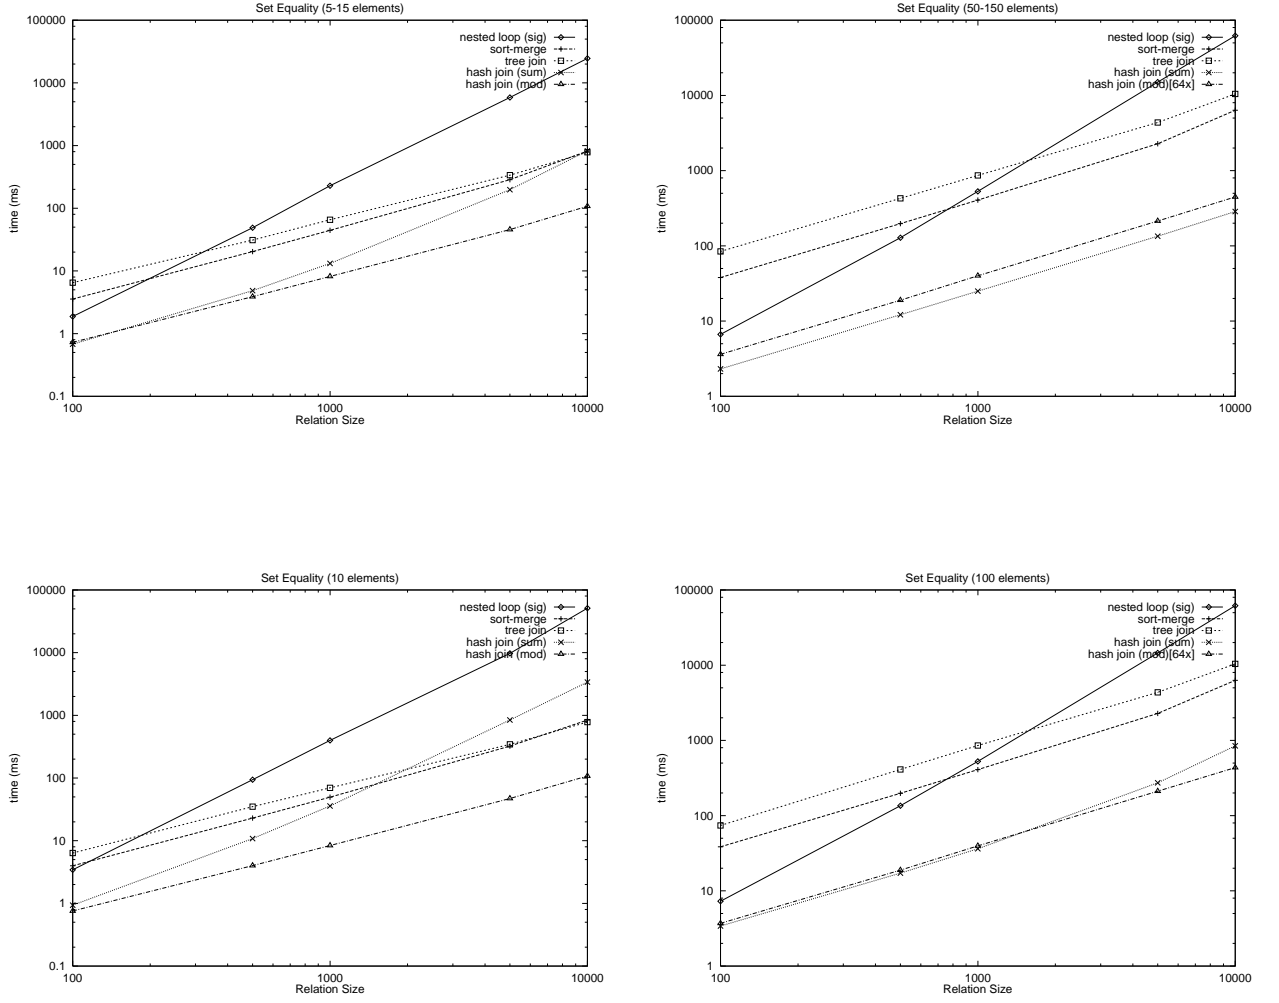 Set Equality (5-15 elements)
100000
10000
1000
100
10
1
0.1
time (ms)
nested loop (sig)
sort-merge
tree join
hash join (sum)
hash join (mod)
100
1000
10000
Relation Size
Set Equality (50-150 elements)
100000
10000
1000
100
10
1
time (ms)
nested loop (sig)
sort-merge
tree join
hash join (sum)
hash join (mod)[64x]
100
1000
10000
Relation Size
Set Equality (10 elements)
100000
10000
1000
100
10
1
0.1
time (ms)
nested loop (sig)
sort-merge
tree join
hash join (sum)
hash join (mod)
100
1000
10000
Relation Size
Set Equality (100 elements)
100000
10000
1000
100
10
1
time (ms)
nested loop (sig)
sort-merge
tree join
hash join (sum)
hash join (mod)[64x]
100
1000
10000
Relation Size